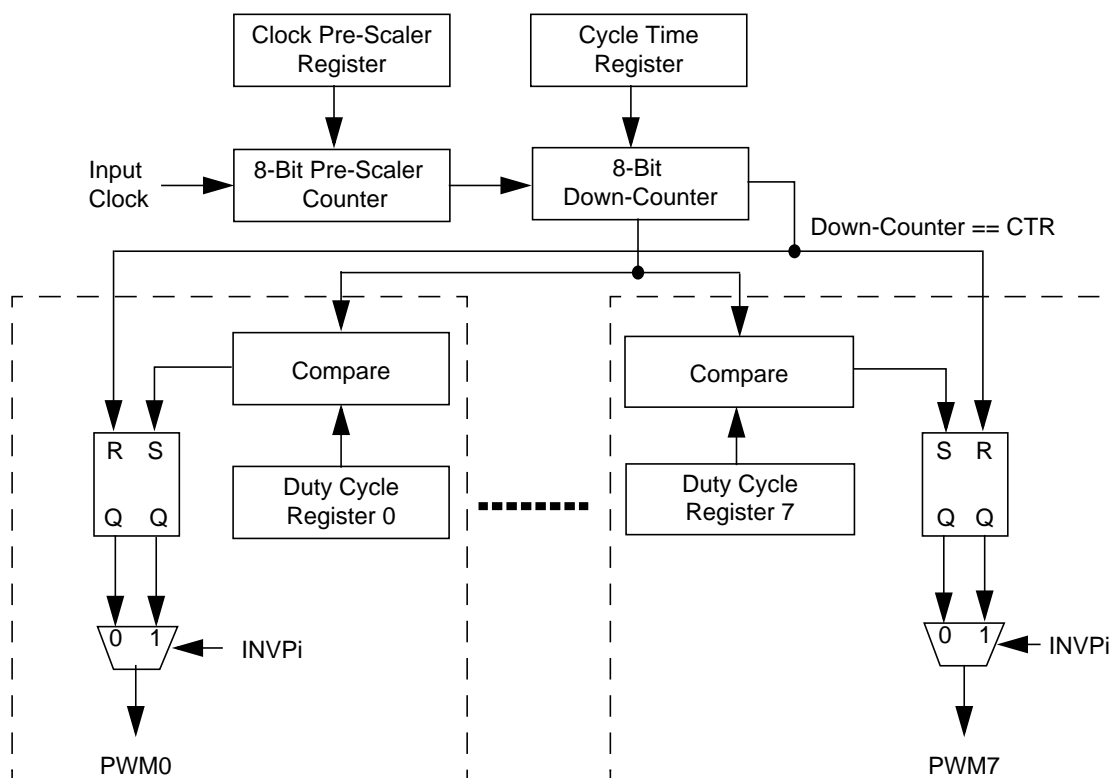 Clock Pre-Scaler
Register
Cycle Time
Register
Input
Clock
8-Bit Pre-Scaler
Counter
8-Bit
Down-Counter
Down-Counter == CTR
Compare
Compare
R S
Q Q
Duty Cycle
Register 0
Duty Cycle
Register 7
S R
Q Q
0 1
INVPi
0 1
INVPi
PWM0
PWM7